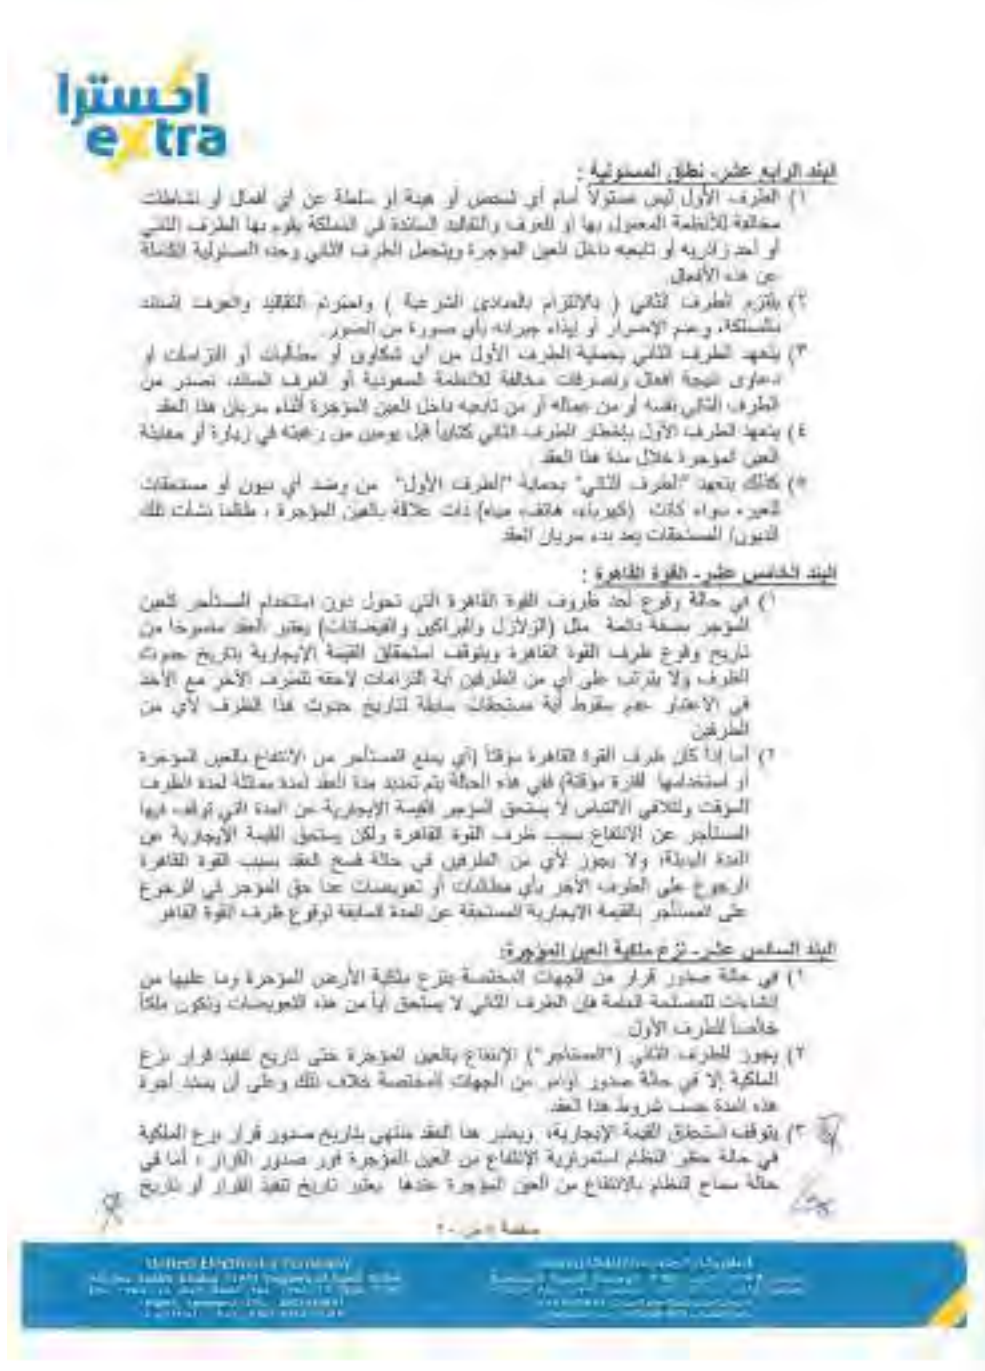 اكسترا
extra
البند الرابع عشر- نطاق المسئولية :
١) الطرف الأول ليس مسئولاً أمام أي شخص أو هيئة أو سلطة عن اي أفعال أو نشاطات
مخالفة للأنظمة المعمول بها او للعرف والتقاليد السائدة في المملكة يقوم بها الطرف الثاني
أو أحد زائريه أو تابعيه داخل العين المؤجرة ويتحمل الطرف الثاني وحده المسئولية الكاملة
عن هذه الأفعال.
٢) يلتزم الطرف الثاني ( بالالتزام بالمبادئ الشرعية ) واحترام التقاليد والعرف السائد
بالمملكة، وعدم الإضرار أو إيذاء جيرانه بأي صورة من الصور.
٣) يتعهد الطرف الثاني بحماية الطرف الأول من أي شكاوى أو مطالبات أو التزامات او
دعاوى نتيجة أفعال وتصرفات مخالفة للأنظمة السعودية أو العرف السائد، تصدر من
الطرف الثاني نفسه أو من عماله أو من تابعيه داخل العين المؤجرة أثناء سريان هذا العقد
٤) يتعهد الطرف الأول بإخطار الطرف الثاني كتابياً قبل يومين من رغبته في زيارة أو معاينة
العين المؤجرة خلال مدة هذا العقد.
٥) كذلك يتعهد "الطرف الثاني" بحماية "الطرف الأول" من وضد أي ديون أو مستحقات
للغير، سواء كانت (كهرباء، هاتف، مياه) ذات علاقة بالعين المؤجرة ، طالما نشأت تلك
الديون/ المستحقات بعد بدء سريان العقد.
البند الخامس عشر- القوة القاهرة :
١) في حالة وقوع أحد ظروف القوة القاهرة التي تحول دون استخدام المستأجر للعين
المؤجر بصفة دائمة مثل (الزلازل والبراكين والفيضانات) يعتبر العقد مفسوخا من
تاريخ وقوع ظرف القوة القاهرة ويتوقف استحقاق القيمة الايجارية بتاريخ حدوث
الظرف ولا يترتب على أي من الطرفين أية التزامات لاحقة للطرف الآخر مع الأخذ
في الاعتبار عدم سقوط أية مستحقات سابقة لتاريخ حدوث هذا الظرف لأي من
الطرفين
٢) أما إذا كان ظرف القوة القاهرة مؤقتاً (أي يمنع المستأجر من الانتفاع بالعين المؤجرة
أو استخدامها لفترة مؤقتة) ففي هذه الحالة يتم تمديد مدة العقد لمدة مماثلة لمدة الظرف
المؤقت ولتلافي الالتباس لا يستحق المؤجر القيمة الإيجارية عن المدة التي توقف فيها
المستأجر عن الانتفاع بسبب ظرف القوة القاهرة ولكن يستحق القيمة الايجارية عن
المدة البديلة، ولا يجوز لأي من الطرفين في حالة فسخ العقد بسبب القوة القاهرة
الرجوع على الطرف الآخر بأي مطالبات أو تعويضات عدا حق المؤجر في الرجوع
على المستأجر بالقيمة الايجارية المستحقة عن المدة السابقة لوقوع ظرف القوة القاهر
البند السادس عشر- نزع ملكية العين المؤجرة:
١) في حالة صدور قرار من الجهات المختصة بنزع ملكية الأرض المؤجرة وما عليها من
إنشاءات للمصلحة العامة فإن الطرف الثاني لا يستحق أياً من هذه التعويضات وتكون ملكاً
خالصاً للطرف الأول.
٢) يجوز للطرف الثاني ("المستأجر") الإنتفاع بالعين المؤجرة حتى تاريخ تنفيذ قرار نزع
الملكية إلا في حالة صدور أوامر من الجهات المختصة خلاف ذلك وعلى أن يسدد أجرة
هذه المدة حسب شروط هذا العقد.
٣) يتوقف استحقاق القيمة الإيجارية، ويعتبر هذا العقد منتهي بتاريخ صدور قرار نزع الملكية
في حالة حظر النظام استمرارية الإنتفاع من العين المؤجرة فور صدور القرار ، أما في
حالة سماح النظام بالانتفاع من العين المؤجرة عندها يعتبر تاريخ تنفيذ القرار أو تاريخ
United Electronics Company